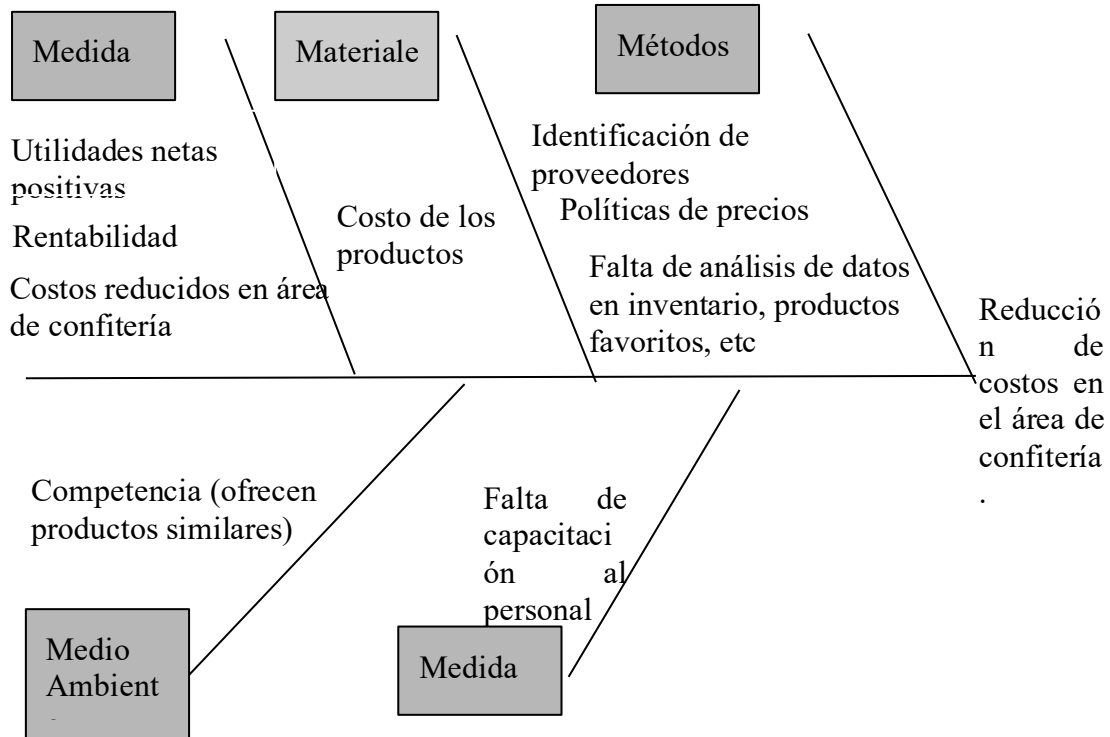 Medida
Materiale
Métodos
Utilidades netas
positivas
Rentabilidad
Costos reducidos en área
de confitería
Costo de los
productos
Identificación de
proveedores
Políticas de precios
Falta de análisis de datos
en inventario, productos
favoritos, etc
Reducció
n de
costos en
el área de
confitería
.
Competencia (ofrecen
productos similares)
Falta de
capacitaci
ón al
personal
Medio
Ambient
Medida